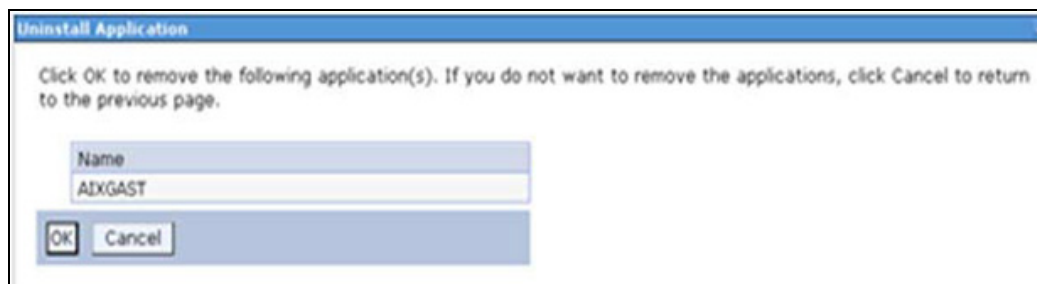 Uninstall Application
Click OK to remove the following application(s). If you do not want to remove the applications, click Cancel to return
to the previous page.
Name
AIXGAST
OK Cancel